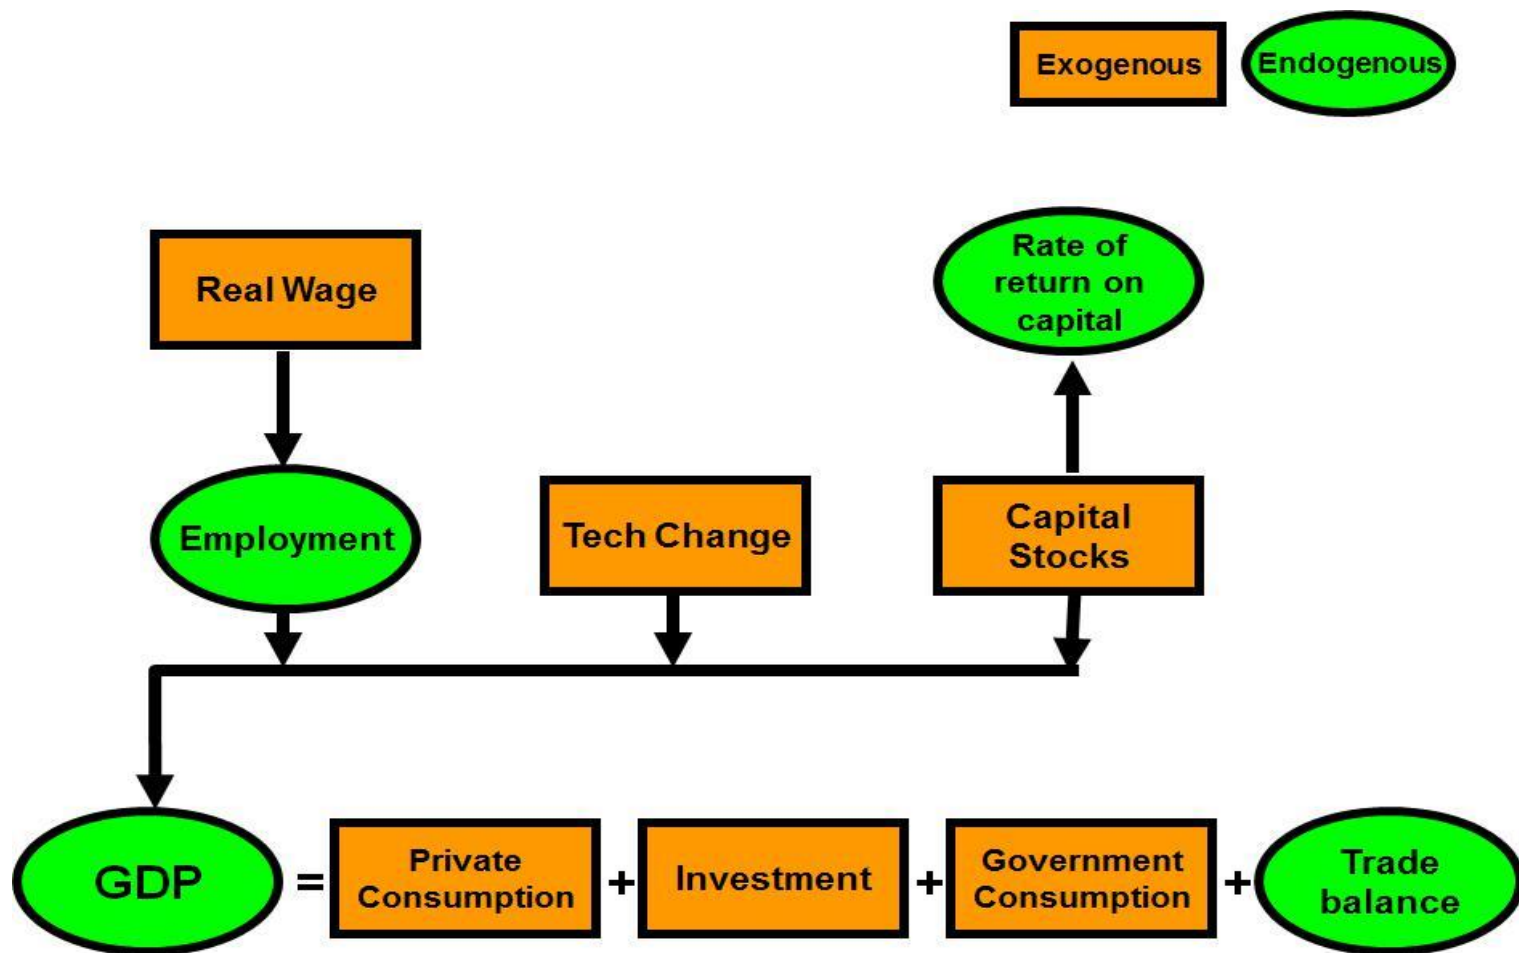 Exogenous
Endogenous
Real Wage
Rate of
return on
capital
Employment
Tech Change
Capital
Stocks
GDP
=
Private
Consumption
+
Investment
+
Government
Consumption
+
Trade
balance